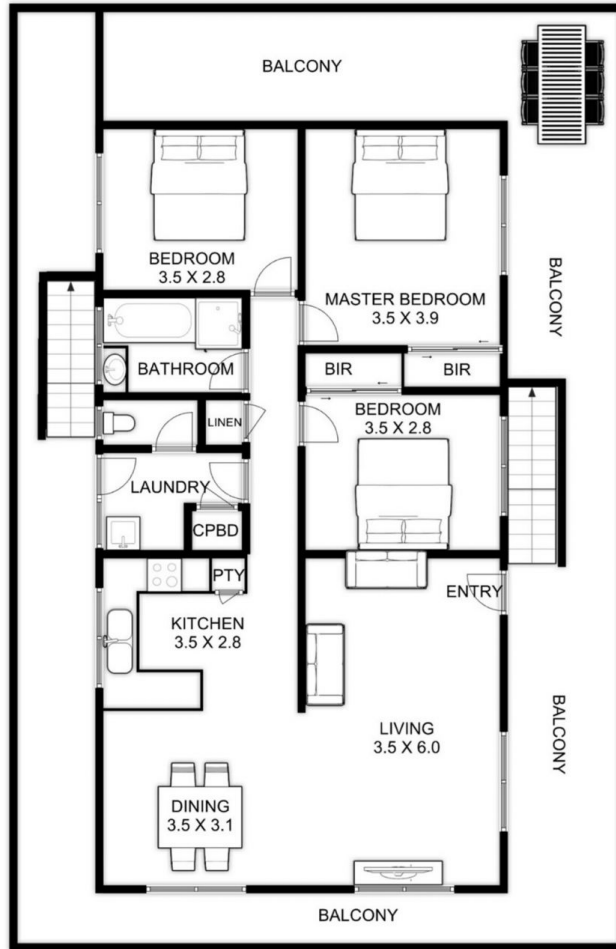 BALCONY
BEDROOM
3.5 X 2.8
MASTER BEDROOM
3.5 X 3.9
BALCONY
BATHROOM
BIR
BIR
LINEN
BEDROOM
3.5 X 2.8
LAUNDRY
CPBD
PTY
ENTRY
KITCHEN
3.5 X 2.8
LIVING
3.5 X 6.0
BALCONY
DINING
3.5 X 3.1
BALCONY